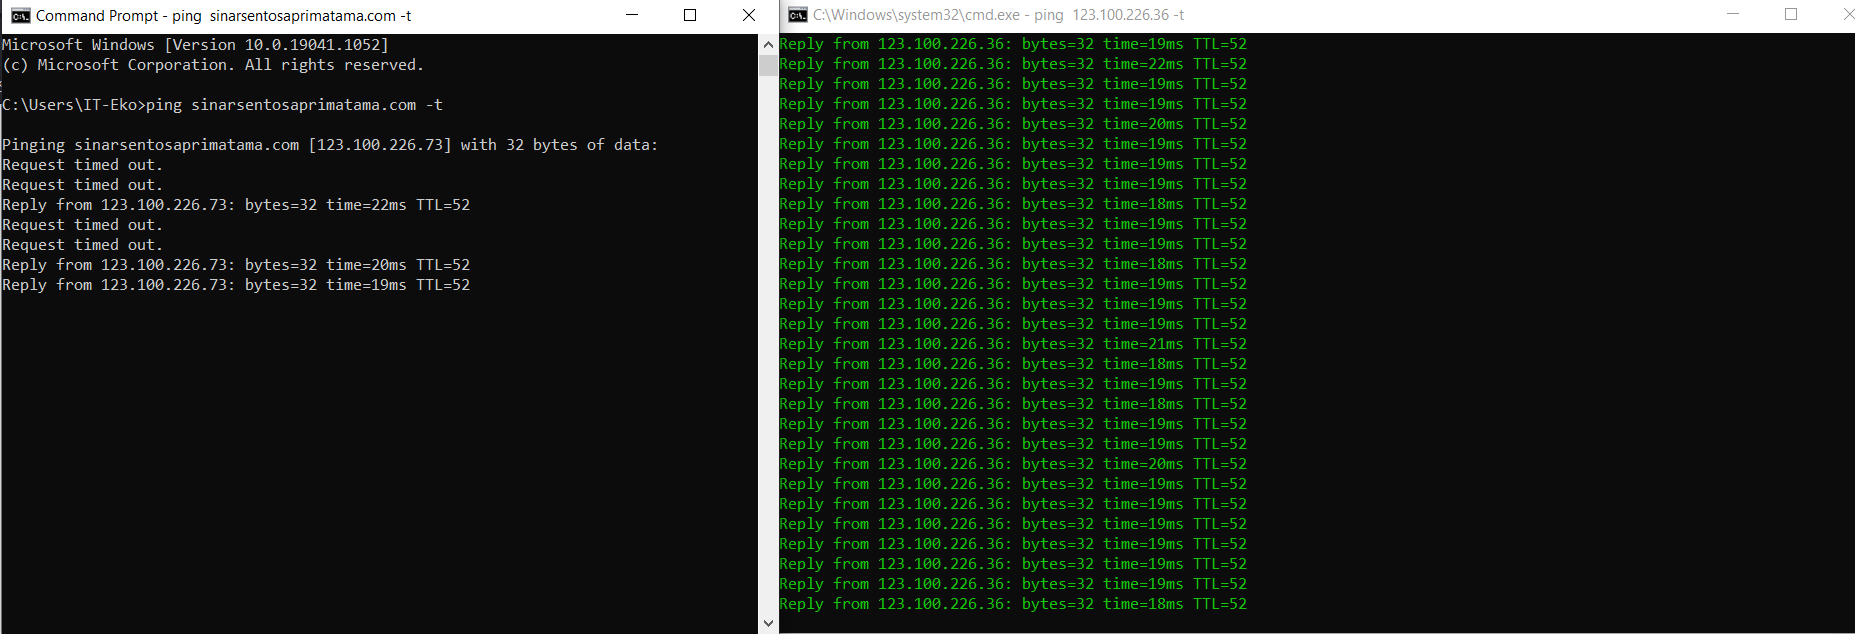 Command Prompt - ping  sinarsentosaprimatama.com -t
Microsoft Windows [Version 10.0.19041.1052]
(c) Microsoft Corporation. All rights reserved.
C:\Users\IT-Eko>ping sinarsentosaprimatama.com -t
Pinging sinarsentosaprimatama.com [123.100.226.73] with 32 bytes of data:
Request timed out.
Request timed out.
Reply from 123.100.226.73: bytes=32 time=22ms TTL=52
Request timed out.
Request timed out.
Reply from 123.100.226.73: bytes=32 time=20ms TTL=52
Reply from 123.100.226.73: bytes=32 time=19ms TTL=52
C:\Windows\system32\cmd.exe - ping  123.100.226.36 -t
Reply from 123.100.226.36: bytes=32 time=19ms TTL=52
Reply from 123.100.226.36: bytes=32 time=22ms TTL=52
Reply from 123.100.226.36: bytes=32 time=19ms TTL=52
Reply from 123.100.226.36: bytes=32 time=19ms TTL=52
Reply from 123.100.226.36: bytes=32 time=20ms TTL=52
Reply from 123.100.226.36: bytes=32 time=19ms TTL=52
Reply from 123.100.226.36: bytes=32 time=19ms TTL=52
Reply from 123.100.226.36: bytes=32 time=19ms TTL=52
Reply from 123.100.226.36: bytes=32 time=18ms TTL=52
Reply from 123.100.226.36: bytes=32 time=19ms TTL=52
Reply from 123.100.226.36: bytes=32 time=19ms TTL=52
Reply from 123.100.226.36: bytes=32 time=18ms TTL=52
Reply from 123.100.226.36: bytes=32 time=19ms TTL=52
Reply from 123.100.226.36: bytes=32 time=19ms TTL=52
Reply from 123.100.226.36: bytes=32 time=19ms TTL=52
Reply from 123.100.226.36: bytes=32 time=21ms TTL=52
Reply from 123.100.226.36: bytes=32 time=18ms TTL=52
Reply from 123.100.226.36: bytes=32 time=19ms TTL=52
Reply from 123.100.226.36: bytes=32 time=18ms TTL=52
Reply from 123.100.226.36: bytes=32 time=19ms TTL=52
Reply from 123.100.226.36: bytes=32 time=19ms TTL=52
Reply from 123.100.226.36: bytes=32 time=20ms TTL=52
Reply from 123.100.226.36: bytes=32 time=19ms TTL=52
Reply from 123.100.226.36: bytes=32 time=19ms TTL=52
Reply from 123.100.226.36: bytes=32 time=19ms TTL=52
Reply from 123.100.226.36: bytes=32 time=19ms TTL=52
Reply from 123.100.226.36: bytes=32 time=19ms TTL=52
Reply from 123.100.226.36: bytes=32 time=19ms TTL=52
Reply from 123.100.226.36: bytes=32 time=18ms TTL=52